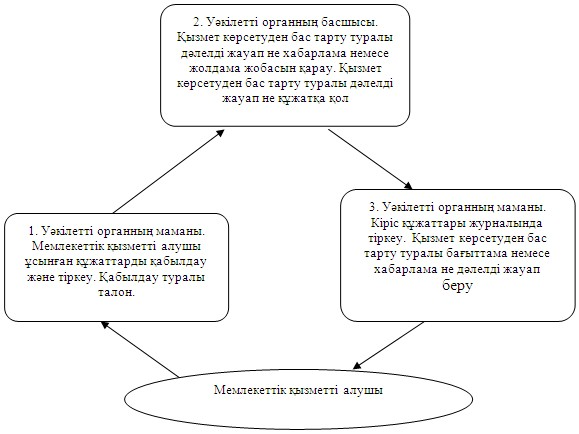 2. Уәкілетті органның басшысы.
Қызмет көрсетуден бас тарту туралы
дәлелді жауап не хабарлама немесе
жолдама жобасын қарау. Қызмет
көрсетуден бас тарту туралы дәлелді
жауап не құжатқа қол
1. Уәкілетті органның маманы.
Мемлекеттік қызметті алушы
ұсынған құжаттарды қабылдау
және тіркеу. Қабылдау туралы
талон.
3. Уәкілетті органның маманы.
Кіріс құжаттары журналында
тіркеу. Қызмет көрсетуден бас
тарту туралы бағыттама немесе
хабарлама не дәлелді жауап
беру
Мемлекеттік қызметті алушы